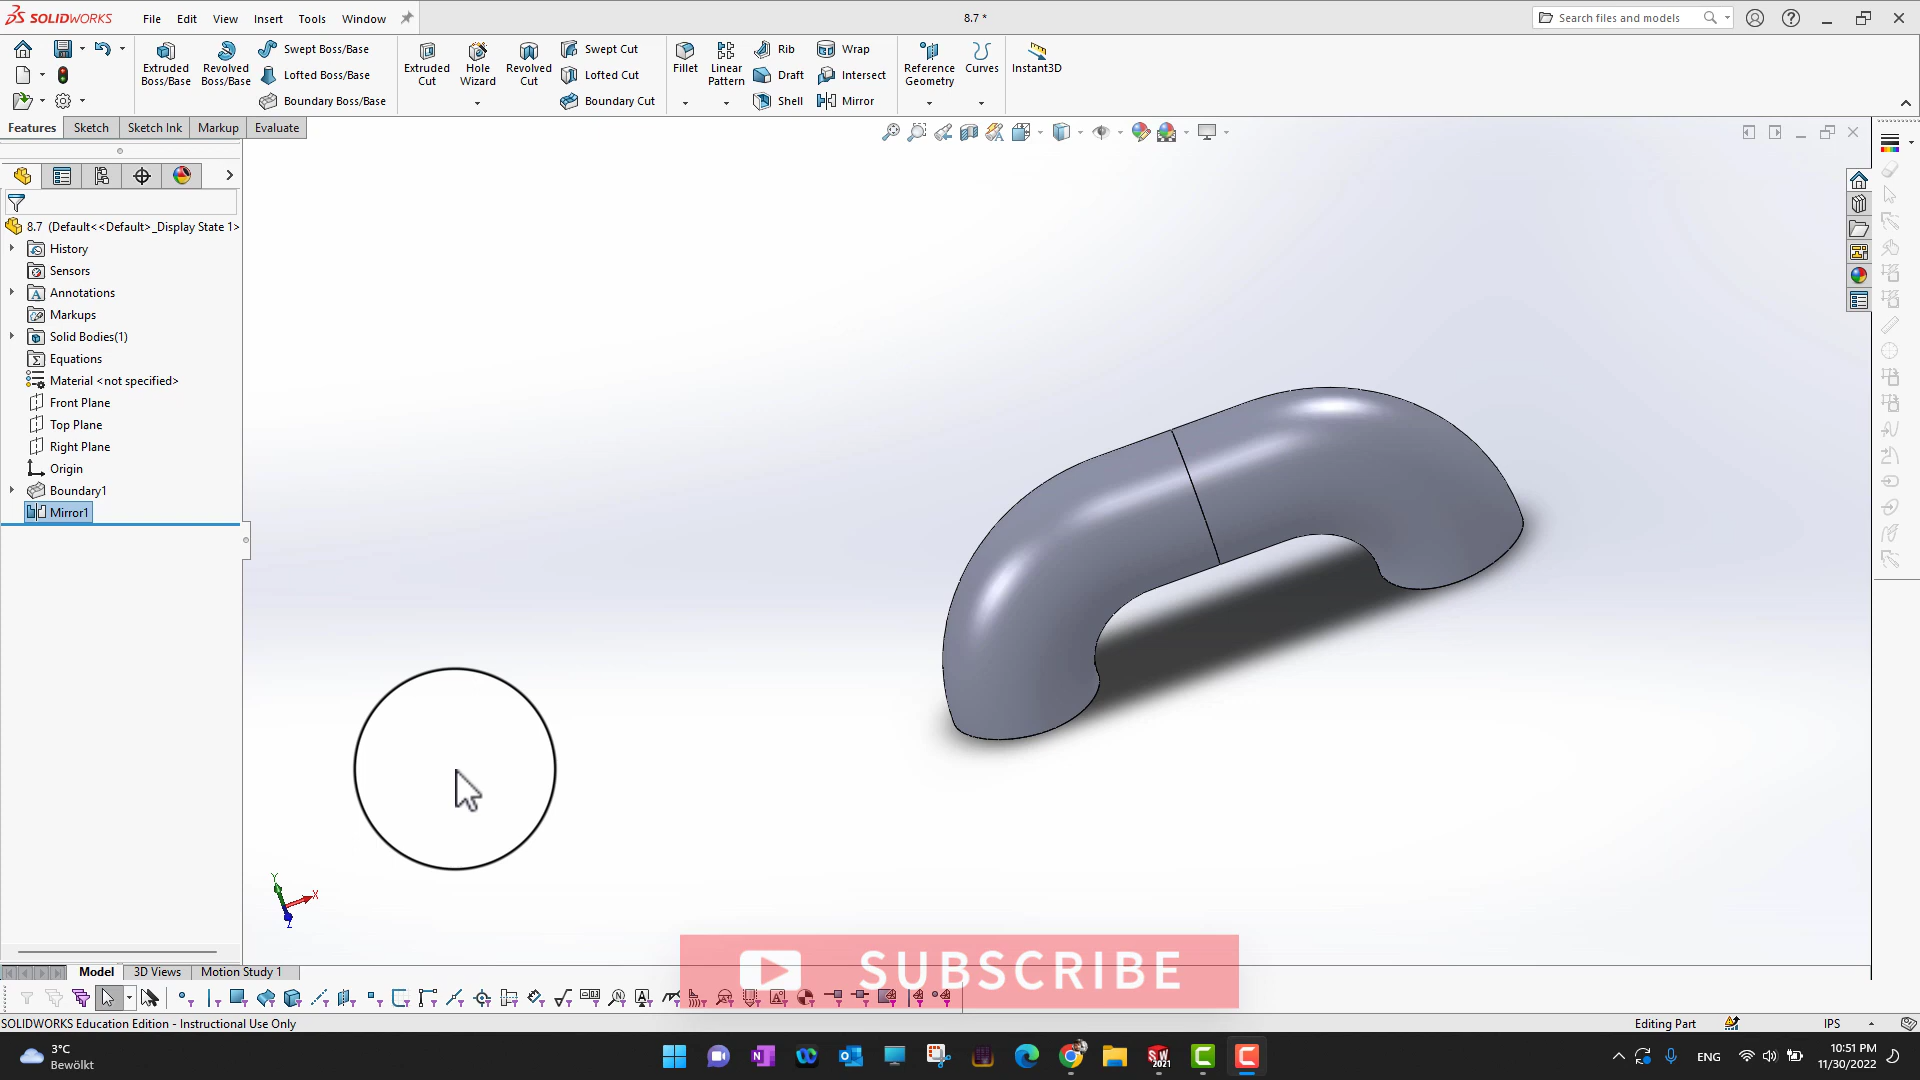 SOLIDWORKS File Edit View Insert Tools Window 8.7 * Search files and models
Extruded Boss/Base
Revolved Boss/Base
Swept Boss/Base
Lofted Boss/Base
Boundary Boss/Base
Extruded Cut
Hole Wizard
Revolved Cut
Swept Cut
Lofted Cut
Boundary Cut
Fillet
Linear Pattern
Rib
Draft
Shell
Wrap
Intersect
Mirror
Reference Geometry
Curves
Instant3D
Features Sketch Sketch Ink Markup Evaluate
8.7 (Default<<Default>_Display State 1>
History
Sensors
Annotations
Markups
Solid Bodies(1)
Equations
Material <not specified>
Front Plane
Top Plane
Right Plane
Origin
Boundary1
Mirror1
Y
X
Z
SUBSCRIBE
Model 3D Views Motion Study 1
SOLIDWORKS Education Edition - Instructional Use Only Editing Part IPS
3°C
Bewölkt
SW
2021
ENG
10:51 PM
11/30/2022